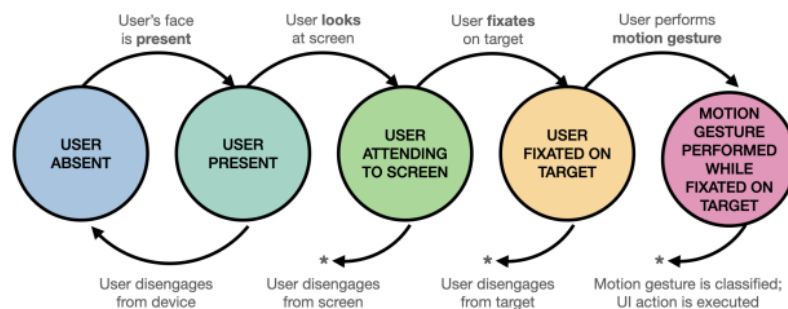 User's face
is present
User looks
at screen
User fixates
on target
User performs
motion gesture
USER
ABSENT
USER
PRESENT
USER
ATTENDING
TO SCREEN
USER
FIXATED ON
TARGET
MOTION
GESTURE
PERFORMED
WHILE
FIXATED ON
TARGET
*
*
*
User disengages
from device
User disengages
from screen
User disengages
from target
Motion gesture is classified;
UI action is executed